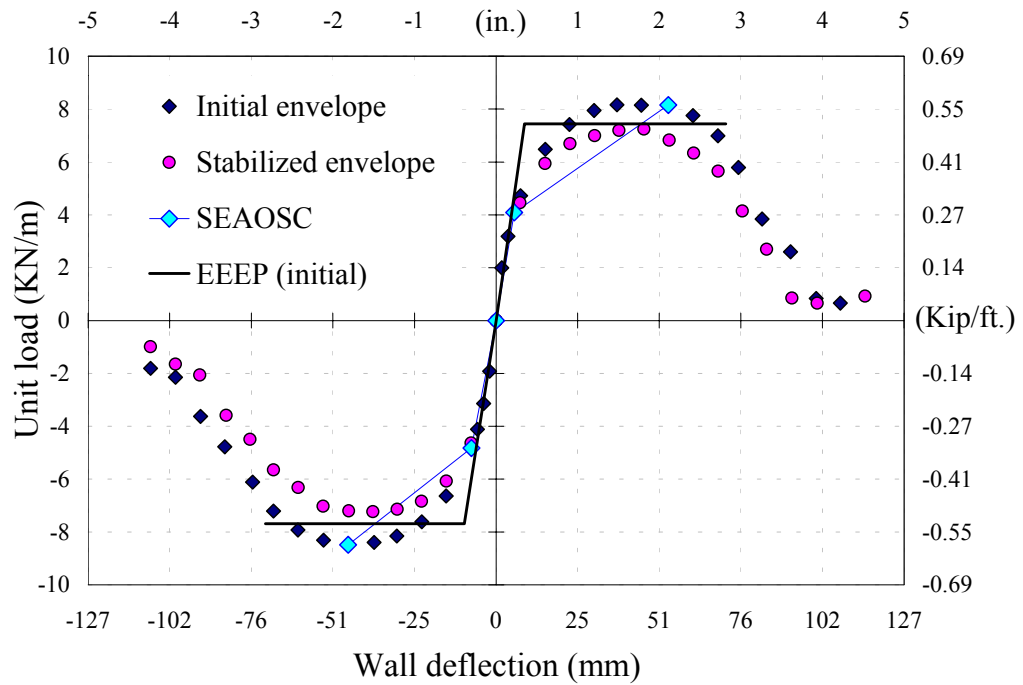 -5 -4 -3 -2 -1 (in.) 1 2 3 4 5
10 0.69
8 0.55
6 0.41
4 0.27
2 0.14
0 (Kip/ft.)
-2 -0.14
-4 -0.27
-6 -0.41
-8 -0.55
-10 -0.69
Initial envelope
Stabilized envelope
SEAOSC
EEEP (initial)
Unit load (KN/m)
-127 -102 -76 -51 -25 0 25 51 76 102 127
Wall deflection (mm)